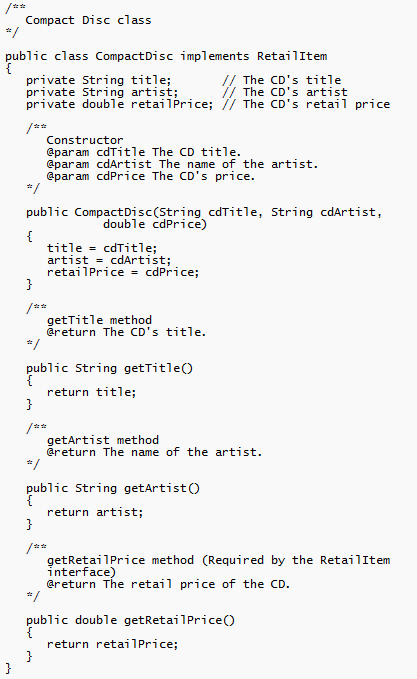 /**
   Compact Disc class
*/

public class CompactDisc implements RetailItem
{
   private String title;       // The CD's title
   private String artist;      // The CD's artist
   private double retailPrice; // The CD's retail price

   /**
      Constructor
      @param cdTitle The CD title.
      @param cdArtist The name of the artist.
      @param cdPrice The CD's price.
   */

   public CompactDisc(String cdTitle, String cdArtist,
              double cdPrice)
   {
      title = cdTitle;
      artist = cdArtist;
      retailPrice = cdPrice;
   }

   /**
      getTitle method
      @return The CD's title.
   */

   public String getTitle()
   {
      return title;
   }

   /**
      getArtist method
      @return The name of the artist.
   */

   public String getArtist()
   {
      return artist;
   }

   /**
      getRetailPrice method (Required by the RetailItem
      interface)
      @return The retail price of the CD.
   */

   public double getRetailPrice()
   {
      return retailPrice;
   }
}